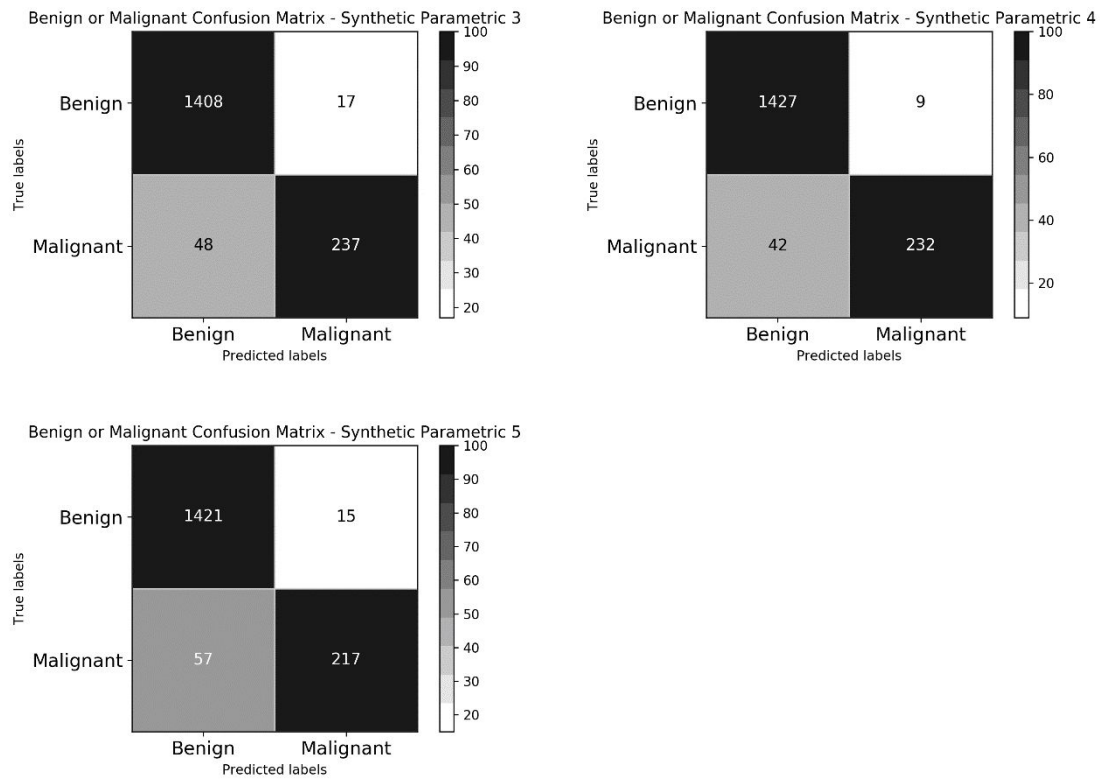 Benign or Malignant Confusion Matrix - Synthetic Parametric 3
100
90
80
70
60
50
40
30
20
True labels
Benign
1408
17
Malignant
48
237
Benign
Malignant
Predicted labels
Benign or Malignant Confusion Matrix - Synthetic Parametric 4
100
80
60
40
20
True labels
Benign
1427
9
Malignant
42
232
Benign
Malignant
Predicted labels
Benign or Malignant Confusion Matrix - Synthetic Parametric 5
100
90
80
70
60
50
40
30
20
True labels
Benign
1421
15
Malignant
57
217
Benign
Malignant
Predicted labels